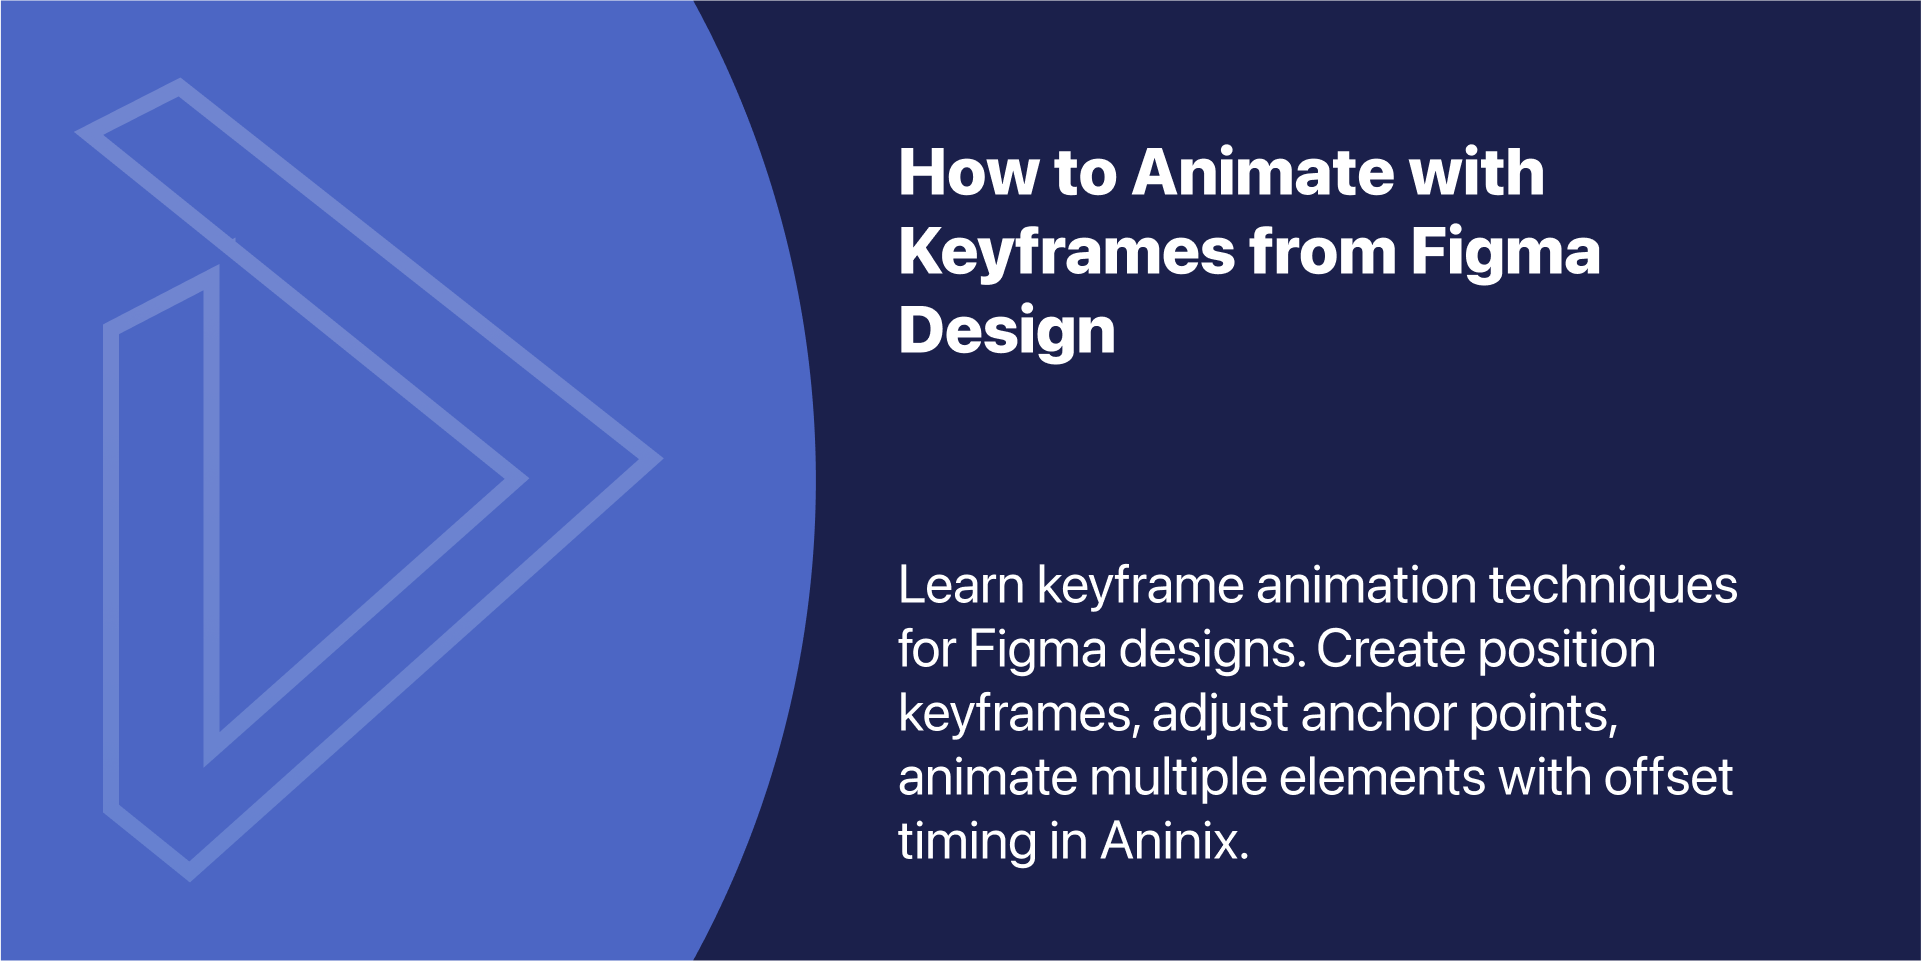 How to Animate with
Keyframes from Figma
Design
Learn keyframe animation techniques
for Figma designs. Create position
keyframes, adjust anchor points,
animate multiple elements with offset
timing in Aninix.